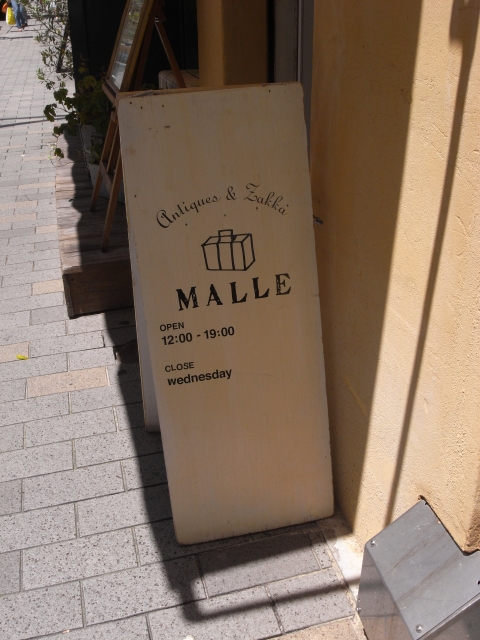 Antiques & Zakka
MALLE
OPEN
12:00 - 19:00
CLOSE
wednesday